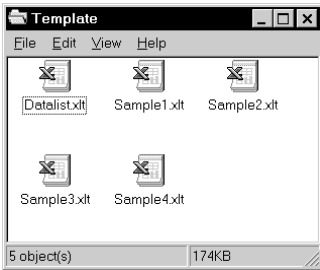 Template
File Edit View Help
Datalist.xlt Sample1.xlt Sample2.xlt
Sample3.xlt Sample4.xlt
5 object(s) 174KB